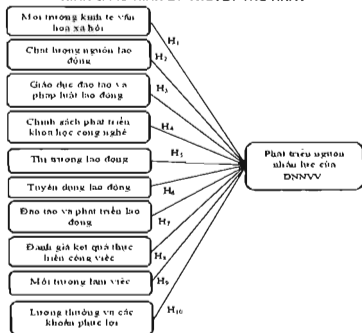 Môi trường kinh tế văn
hoá xã hội
Chất lượng nguồn lao
động
Giáo dục đào tạo và
pháp luật lao động
Chính sách phát triển
khoa học công nghệ
Thị trường lao động
Tuyển dụng lao động
Đào tạo và phát triển lao
động
Đánh giá kết quả thực
hiện công việc
Môi trường làm việc
Lương thưởng và các
khoản phúc lợi
H1
H2
H3
H4
H5
H6
H7
H8
H9
H10
Phát triển nguồn
nhân lực của
DNNVV